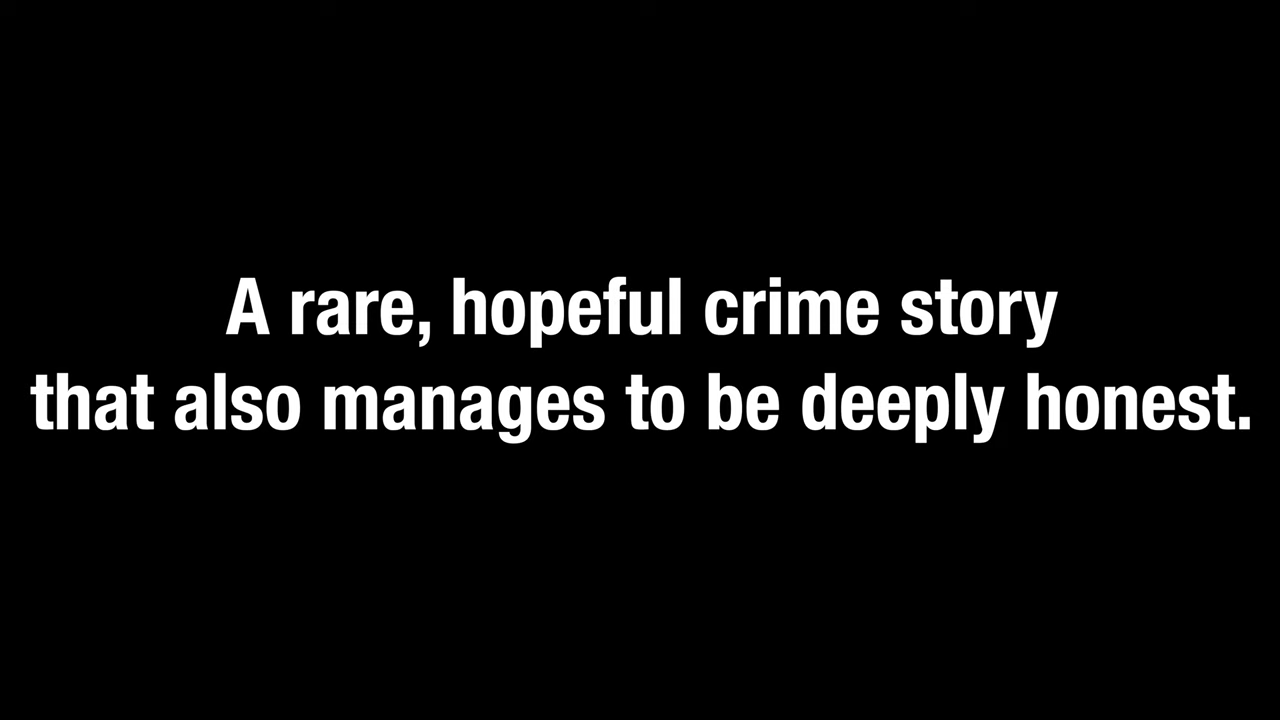 A rare, hopeful crime story
that also manages to be deeply honest.